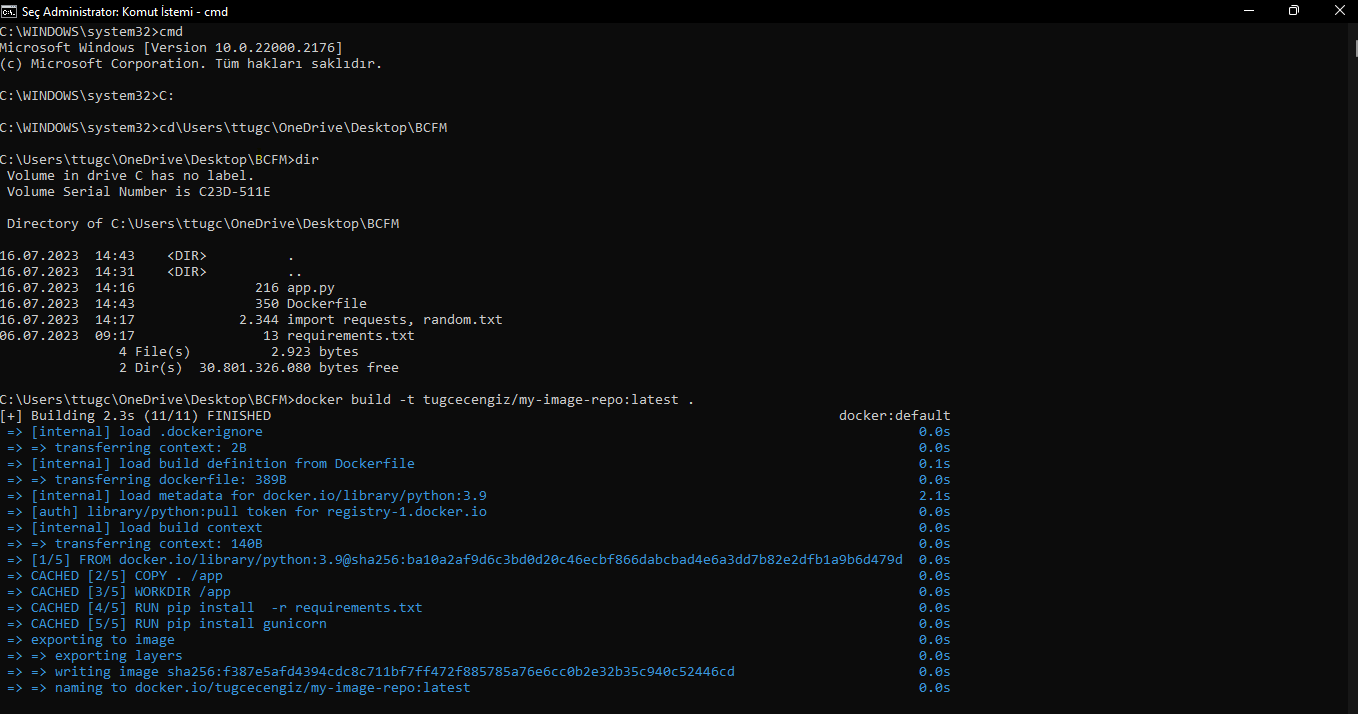 Seç Administrator: Komut İstemi - cmd
C:\WINDOWS\system32>cmd
Microsoft Windows [Version 10.0.22000.2176]
(c) Microsoft Corporation. Tüm hakları saklıdır.
C:\WINDOWS\system32>C:
C:\WINDOWS\system32>cd\Users\ttugc\OneDrive\Desktop\BCFM
C:\Users\ttugc\OneDrive\Desktop\BCFM>dir
Volume in drive C has no label.
Volume Serial Number is C23D-511E
Directory of C:\Users\ttugc\OneDrive\Desktop\BCFM
16.07.2023 14:43 <DIR> .
16.07.2023 14:31 <DIR> ..
16.07.2023 14:16 216 app.py
16.07.2023 14:43 350 Dockerfile
16.07.2023 14:17 2.344 import requests, random.txt
06.07.2023 09:17 13 requirements.txt
4 File(s) 2.923 bytes
2 Dir(s) 30.801.326.080 bytes free
C:\Users\ttugc\OneDrive\Desktop\BCFM>docker build -t tugcecengiz/my-image-repo:latest .
[+] Building 2.3s (11/11) FINISHED docker:default
=> [internal] load .dockerignore 0.0s
=> => transferring context: 2B 0.0s
=> [internal] load build definition from Dockerfile 0.1s
=> => transferring dockerfile: 389B 0.0s
=> [internal] load metadata for docker.io/library/python:3.9 2.1s
=> [auth] library/python:pull token for registry-1.docker.io 0.0s
=> [internal] load build context 0.0s
=> => transferring context: 140B 0.0s
=> [1/5] FROM docker.io/library/python:3.9@sha256:ba10a2af9d6c3bd0d20c46ecbf866dabcbad4e6a3dd7b82e2dfb1a9b6d479d 0.0s
=> CACHED [2/5] COPY . /app 0.0s
=> CACHED [3/5] WORKDIR /app 0.0s
=> CACHED [4/5] RUN pip install  -r requirements.txt 0.0s
=> CACHED [5/5] RUN pip install gunicorn 0.0s
=> exporting to image 0.0s
=> => exporting layers 0.0s
=> => writing image sha256:f387e5afd4394cdc8c711bf7ff472f885785a76e6cc0b2e32b35c940c52446cd 0.0s
=> => naming to docker.io/tugcecengiz/my-image-repo:latest 0.0s